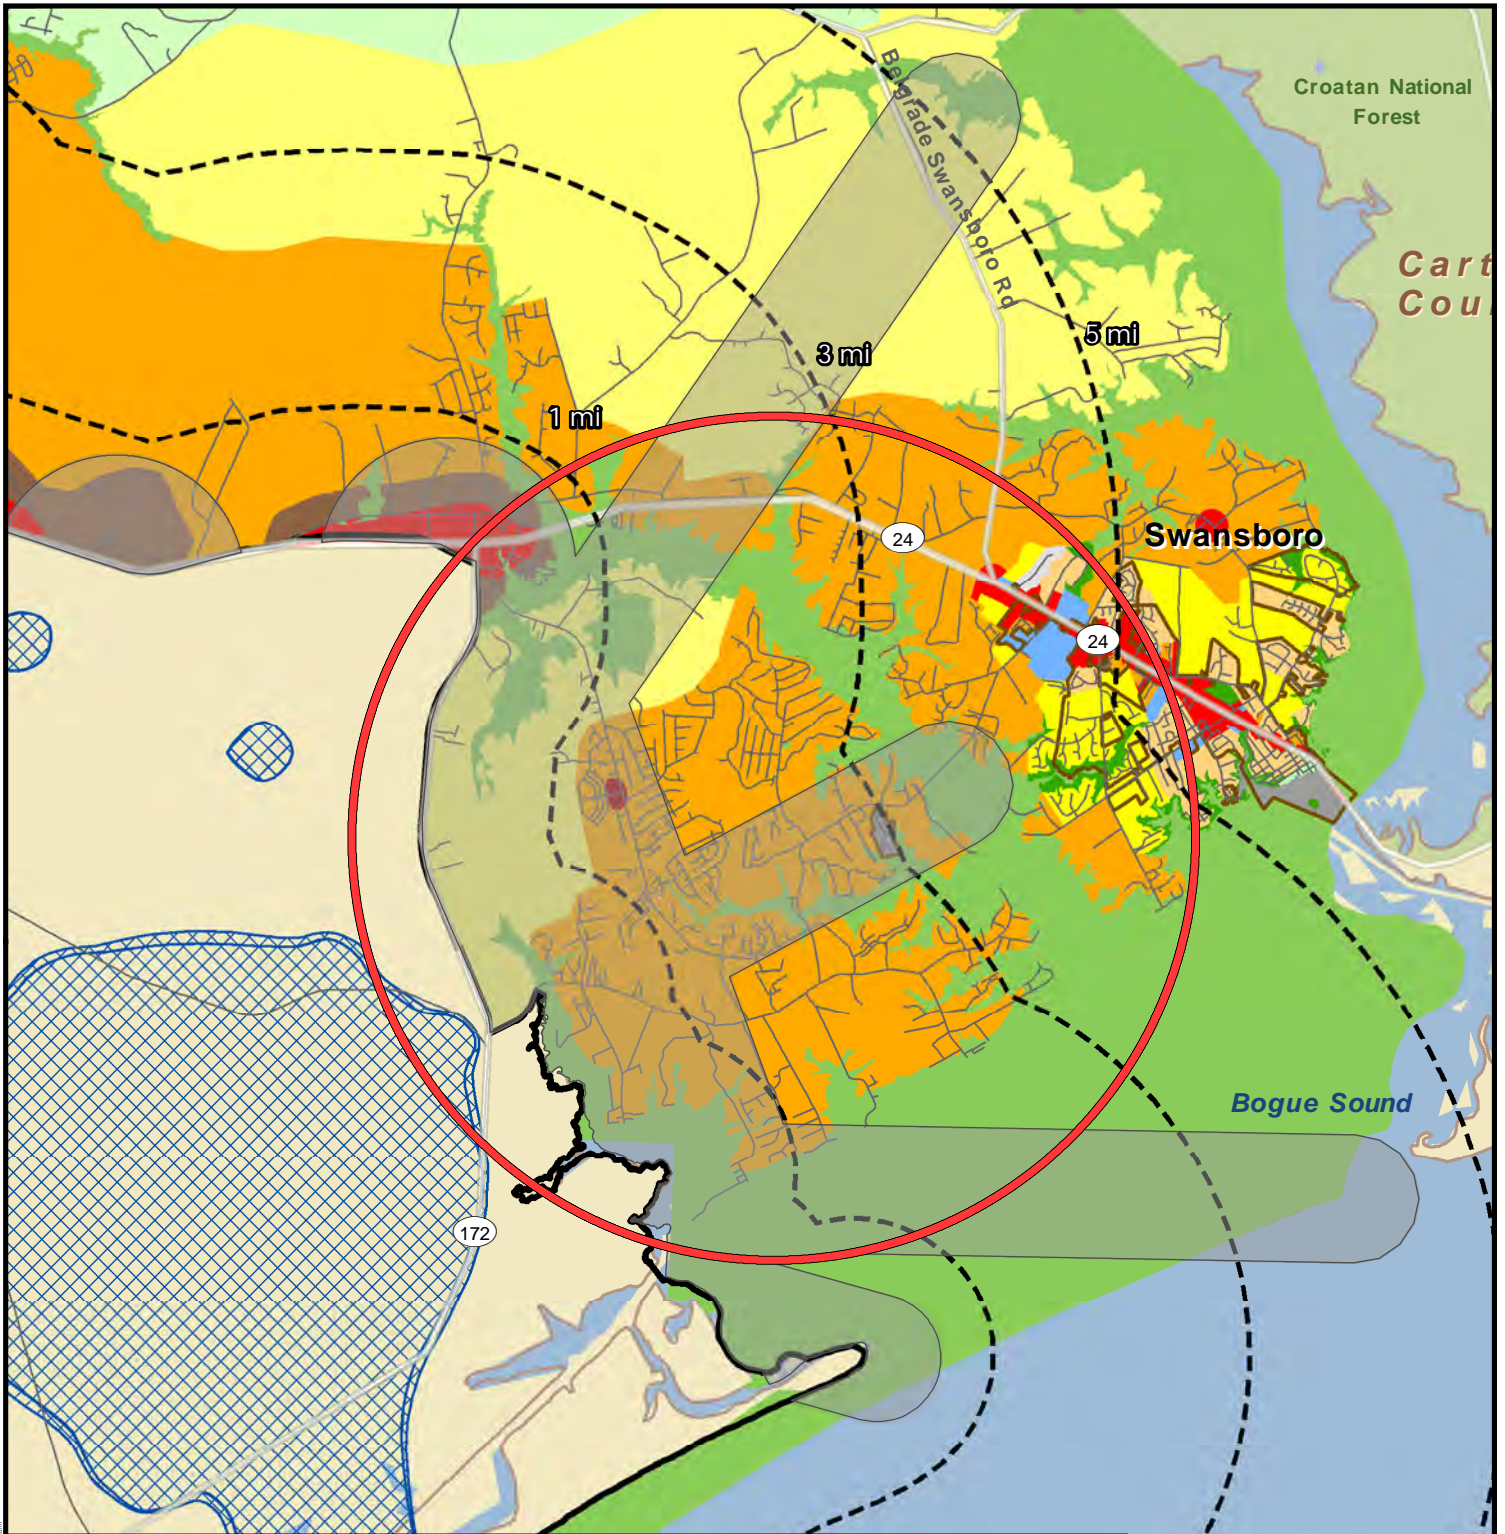 Croatan National
Forest
Belgrade Swansboro Rd
Cart
Cou
5 mi
3 mi
1 mi
24
Swansboro
24
Bogue Sound
172